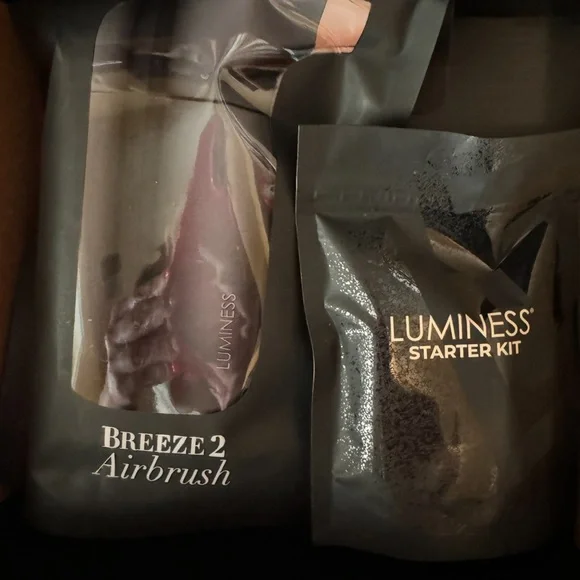 LUMINESS
BREEZE 2
Airbrush
LUMINESS®
STARTER KIT